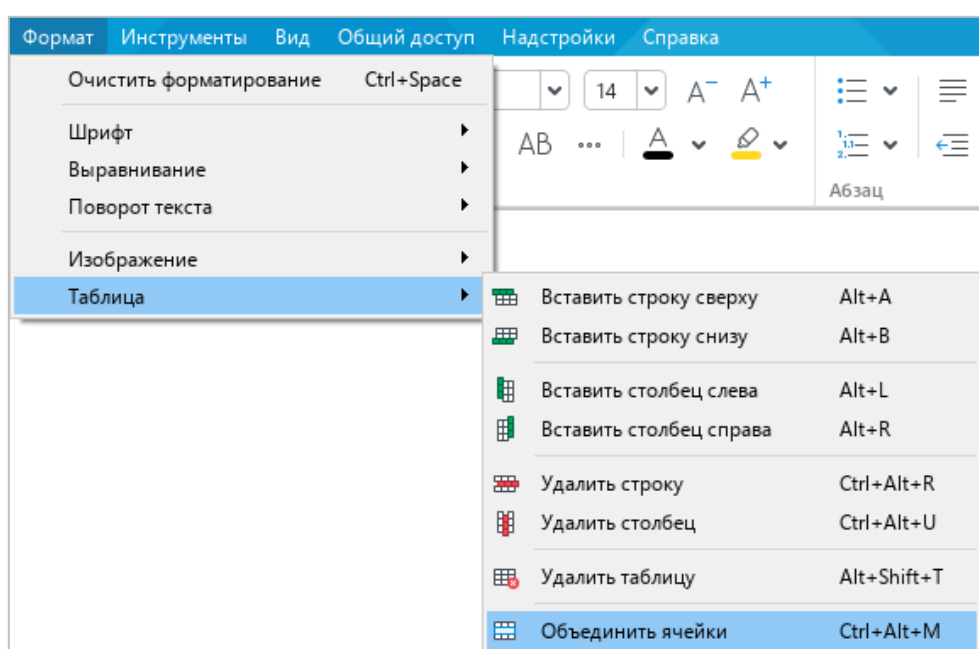 Формат Инструменты Вид Общий доступ Надстройки Справка
Очистить форматирование Ctrl+Space
14 A⁻ A⁺
Шрифт
AB ... A
Выравнивание
Поворот текста
Абзац
Изображение
Таблица
Вставить строку сверху Alt+A
Вставить строку снизу Alt+B
Вставить столбец слева Alt+L
Вставить столбец справа Alt+R
Удалить строку Ctrl+Alt+R
Удалить столбец Ctrl+Alt+U
Удалить таблицу Alt+Shift+T
Объединить ячейки Ctrl+Alt+M